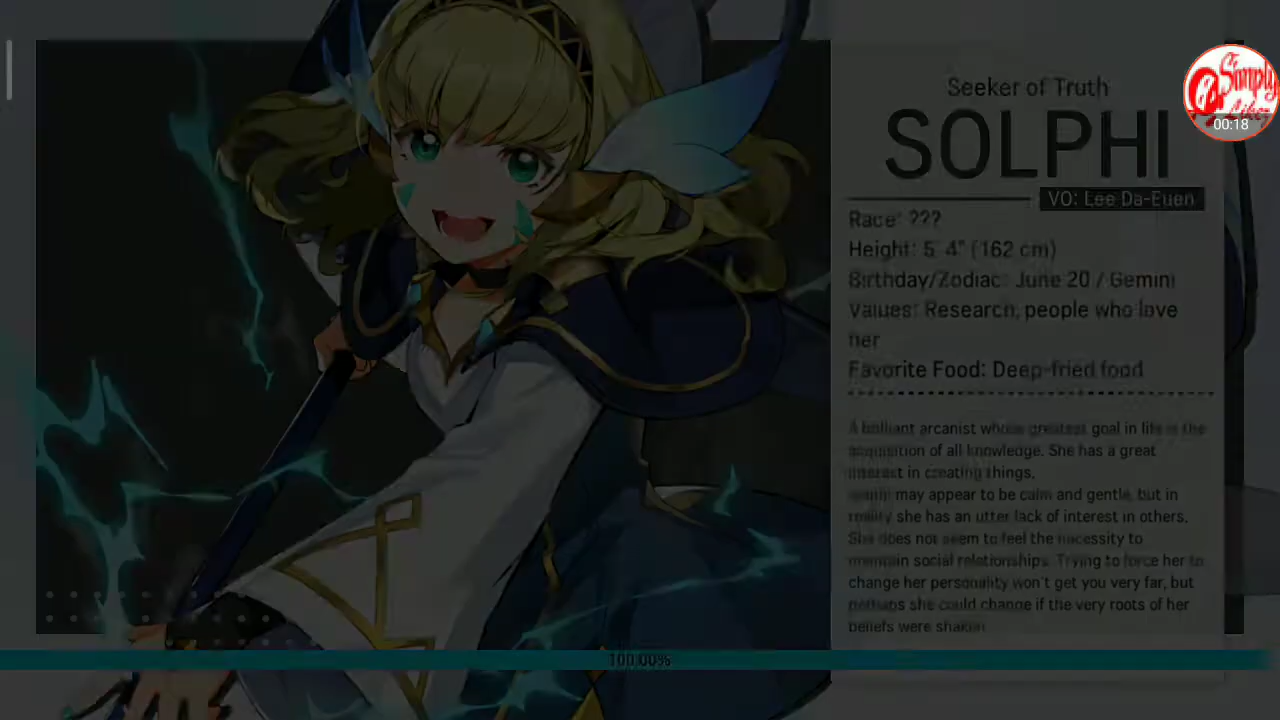 Seeker of Truth
SOLPHI
VO: Lee Da-Euen
Race: ???
Height: 5' 4" (162 cm)
Birthday/Zodiac: June 20 / Gemini
Values: Research, people who love
her
Favorite Food: Deep-fried food
A brilliant arcanist whose greatest goal in life is the
acquisition of all knowledge. She has a great
interest in creating things.
Solphi may appear to be calm and gentle, but in
reality she has an utter lack of interest in others.
She does not seem to feel the necessity to
maintain social relationships. Trying to force her to
change her personality won't get you very far, but
perhaps she could change if the very roots of her
beliefs were shaken.
100.00%
Simply
00:18